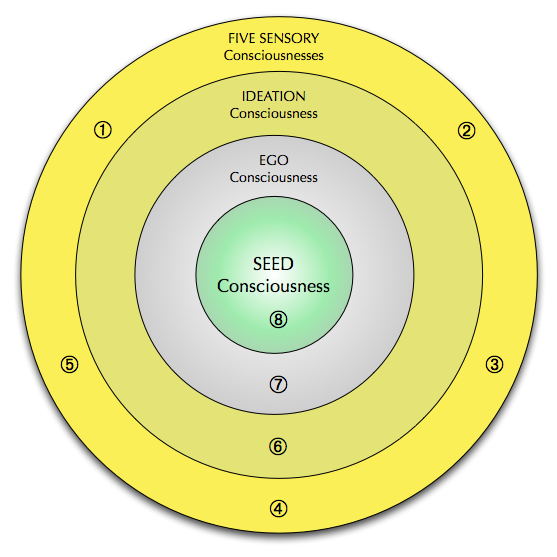 FIVE SENSORY
Consciousnesses
IDEATION
Consciousness
① ②
EGO
Consciousness
SEED
Consciousness
⑧
⑤ ③
⑦
⑥
④